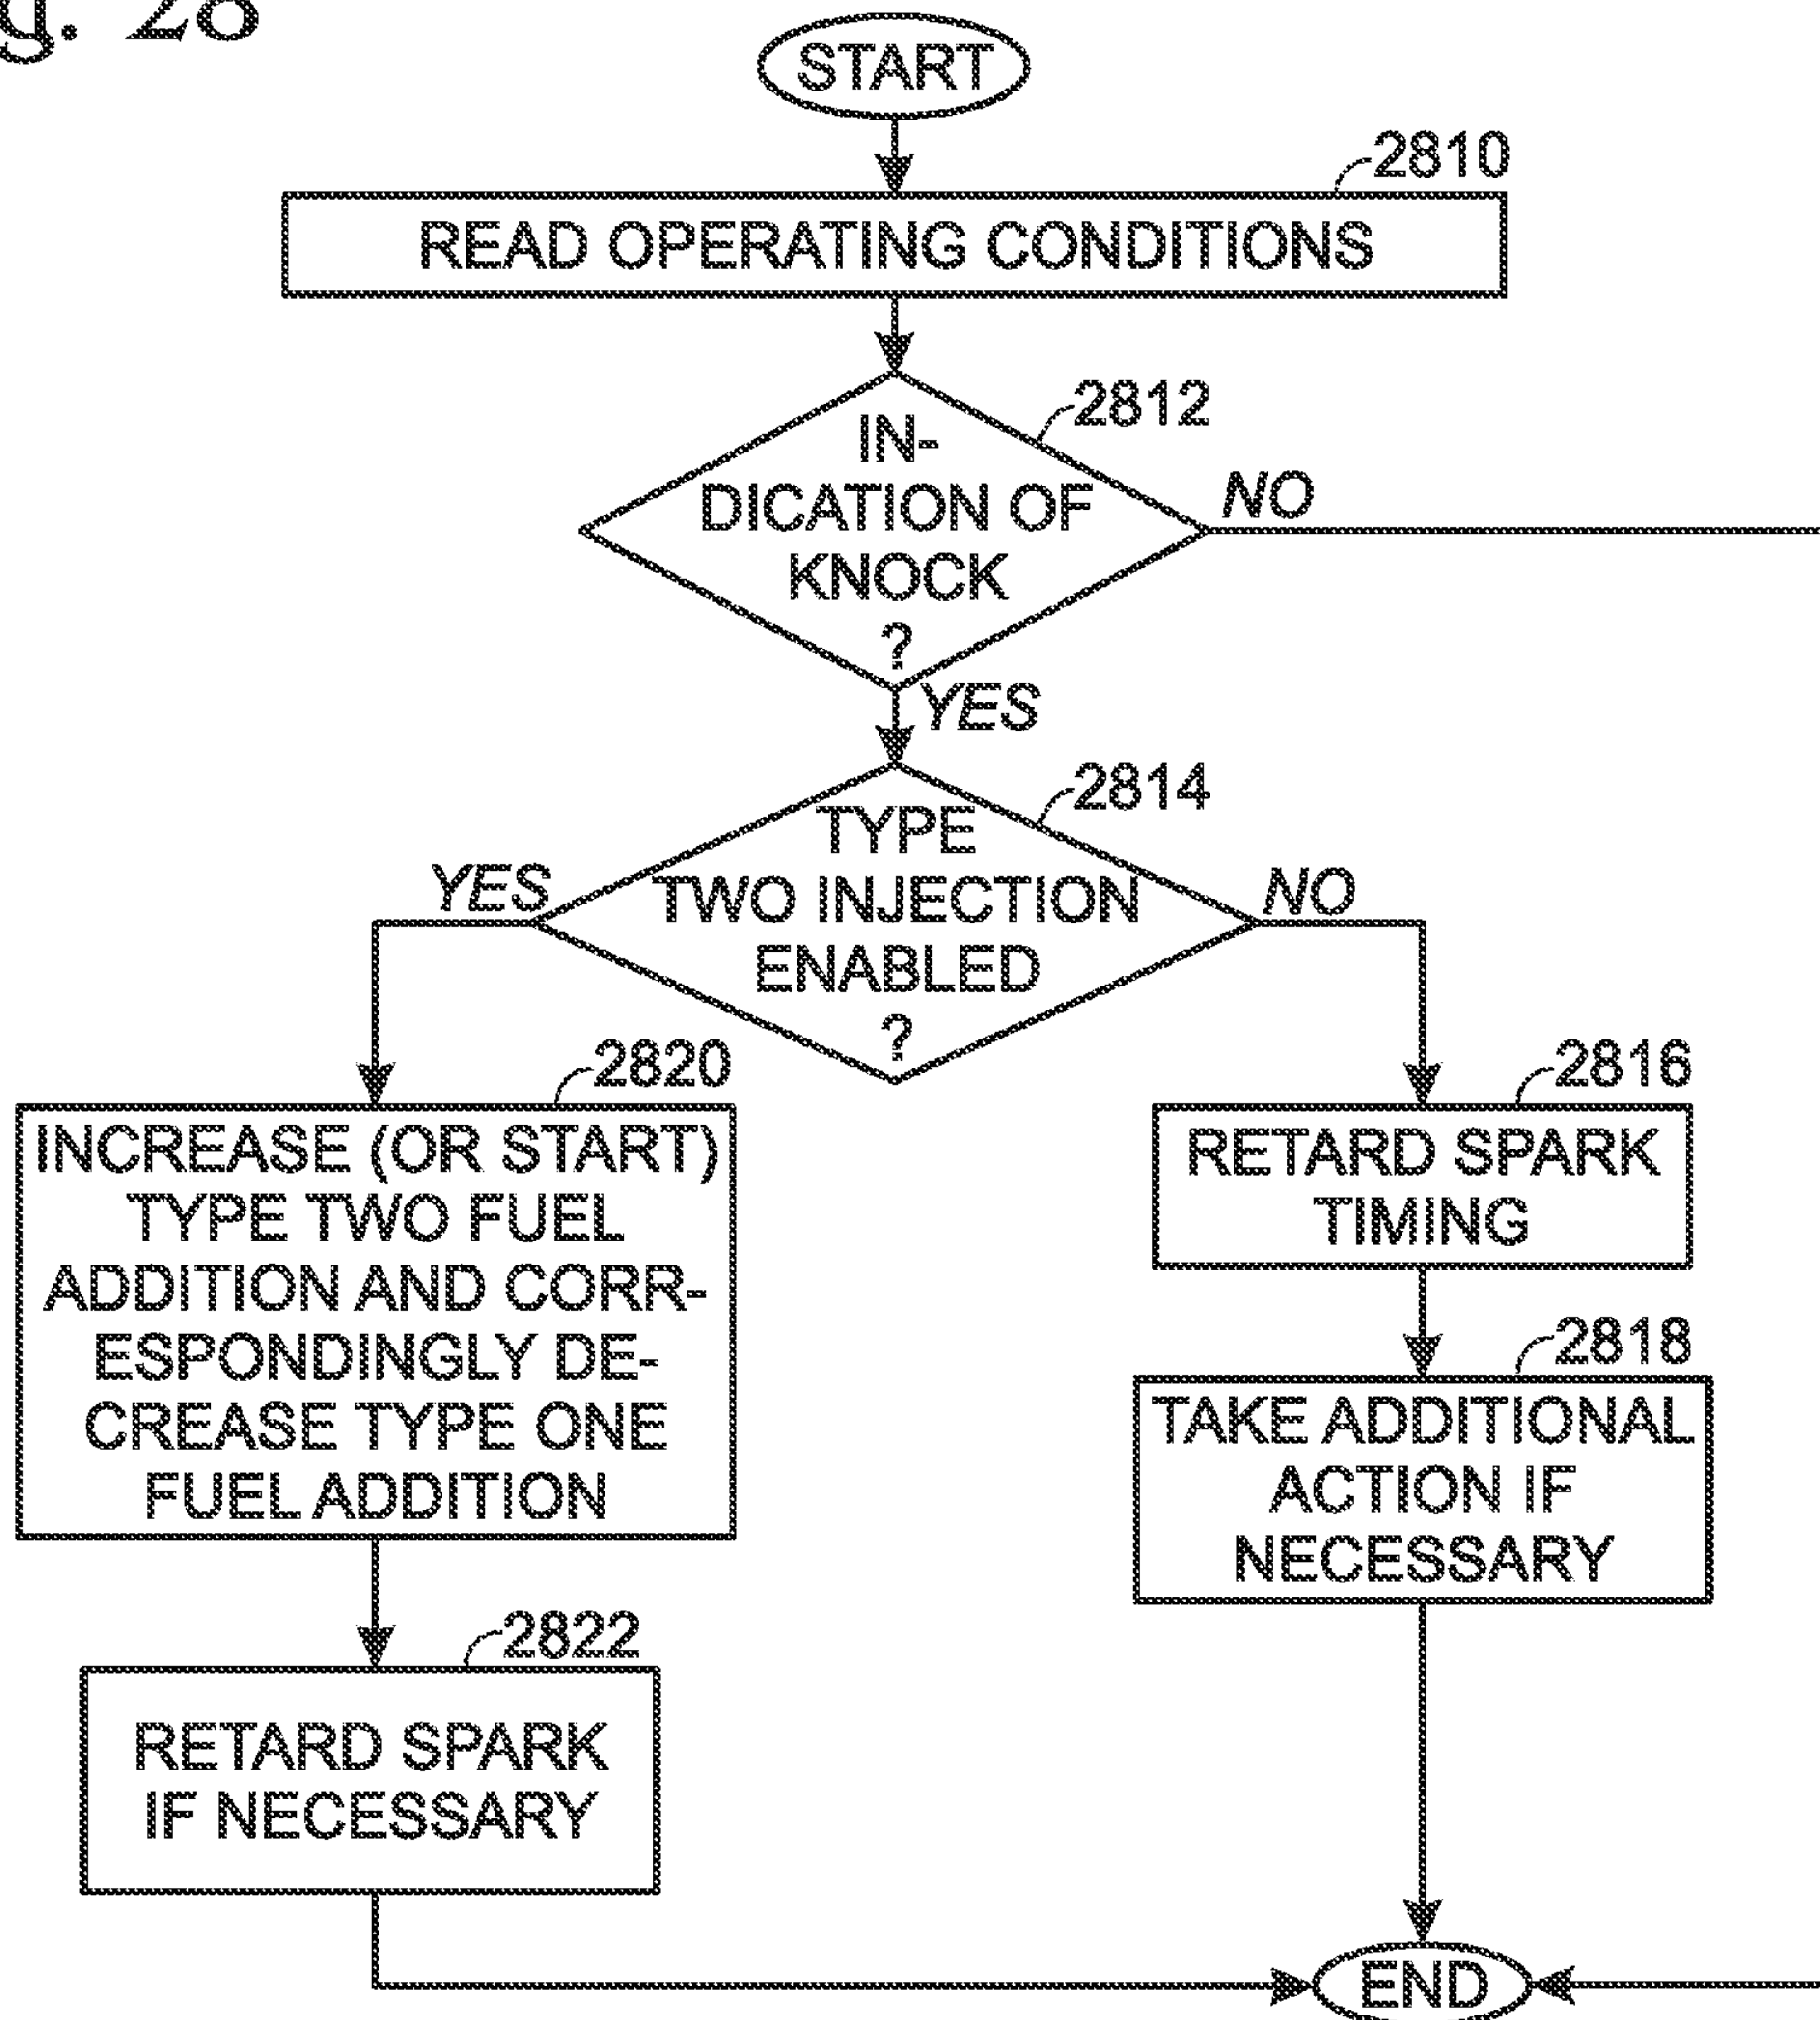 g. 28
START
2810
READ OPERATING CONDITIONS
2812
IN-
DICATION OF
KNOCK
?
NO
YES
2814
TYPE
TWO INJECTION
ENABLED
?
YES
NO
2820
INCREASE (OR START)
TYPE TWO FUEL
ADDITION AND CORR-
ESPONDINGLY DE-
CREASE TYPE ONE
FUEL ADDITION
2816
RETARD SPARK
TIMING
2818
TAKE ADDITIONAL
ACTION IF
NECESSARY
2822
RETARD SPARK
IF NECESSARY
END